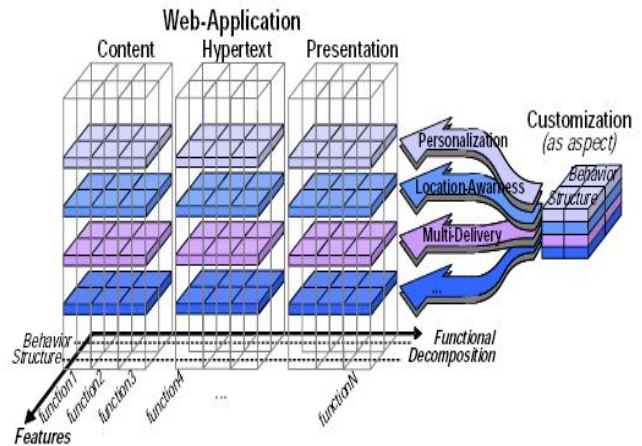 Web-Application
Content
Hypertext
Presentation
Customization
(as aspect)
Personalization
Location-Awarness
Multi-Delivery
...
Behavior
Structure
Behavior
Structure
Functional
Decomposition
function1
function2
function3
function4
...
functionN
Features